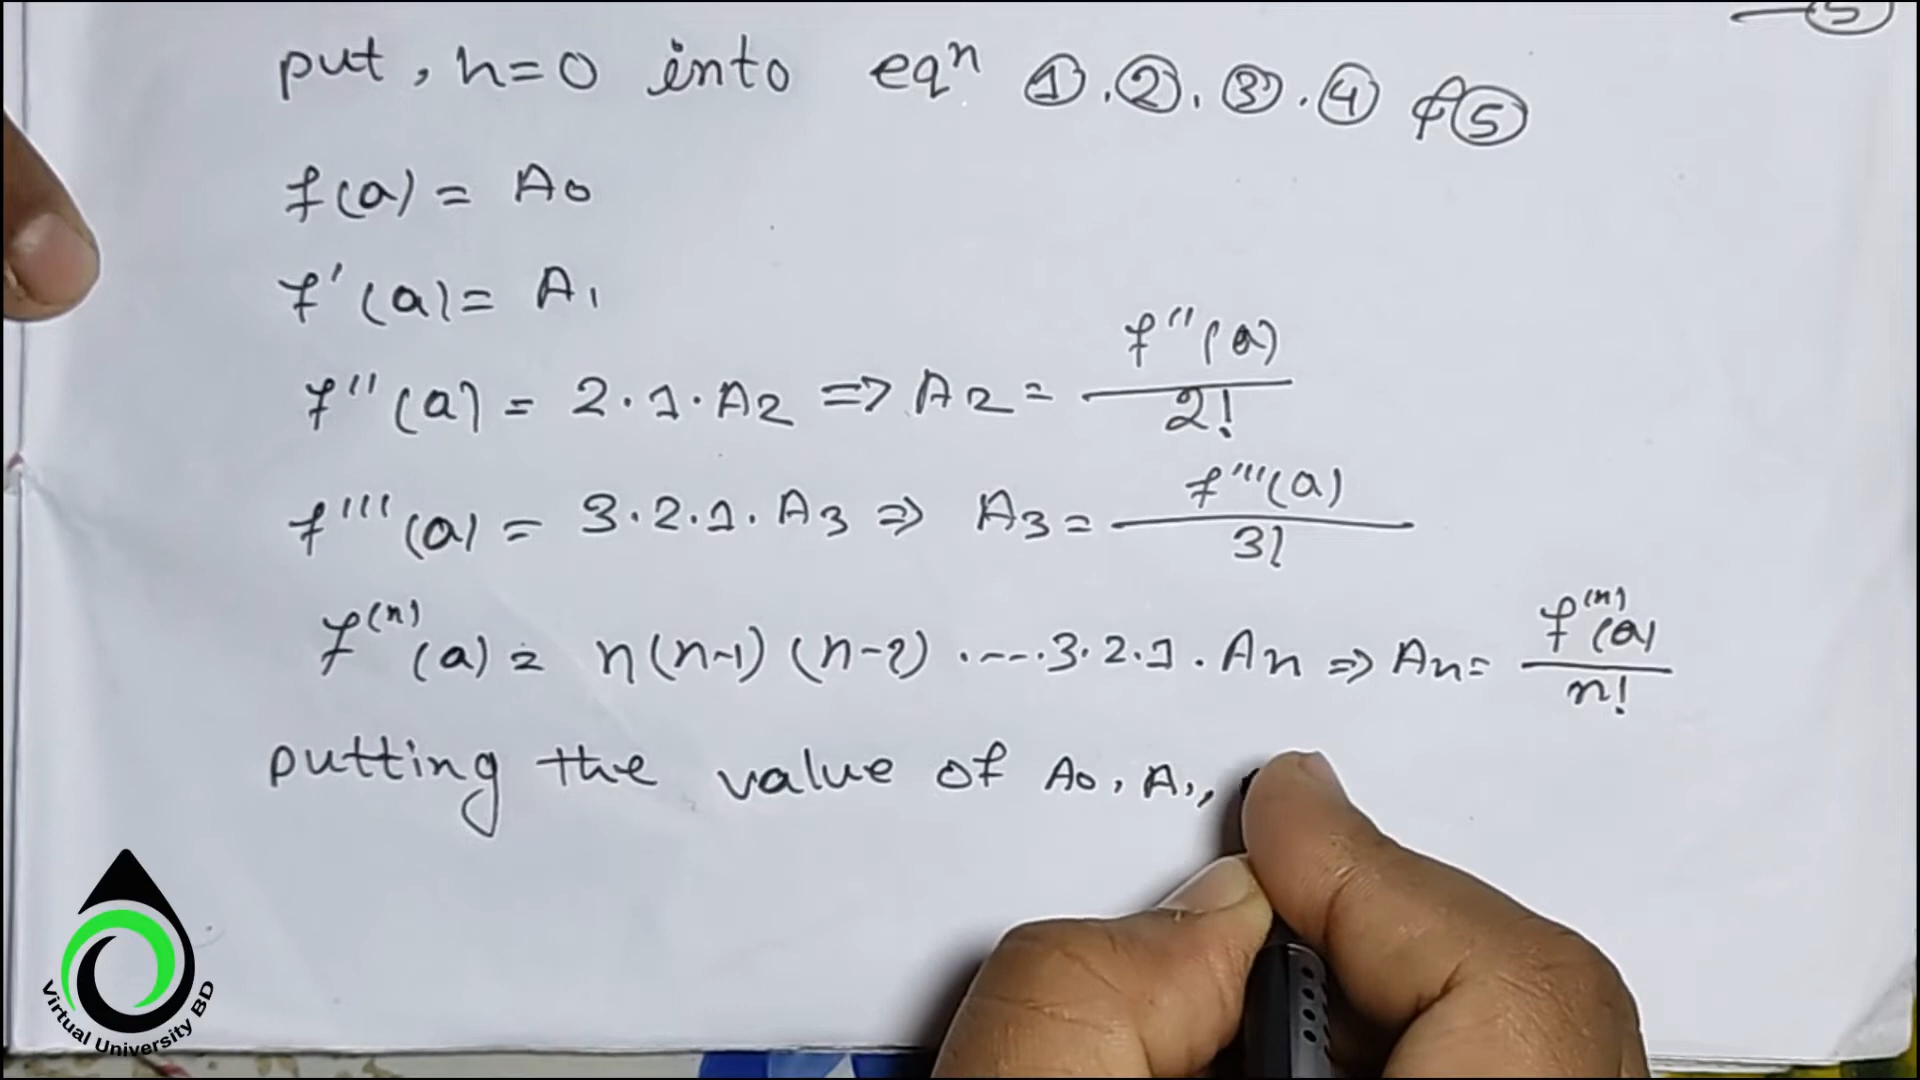 5
put, h=0 into eqⁿ ①.②.③.④ & ⑤
f(a) = A₀
f'(a) = A₁
f''(a) = 2.1.A₂ => A₂ = f''(a) / 2!
f'''(a) = 3.2.1.A₃ => A₃ = f'''(a) / 3!
f⁽ⁿ⁾(a) = n(n-1)(n-2) .---.3.2.1.Aₙ => Aₙ = f⁽ⁿ⁾(a) / n!
putting the value of A₀, A₁,
Virtual University BD